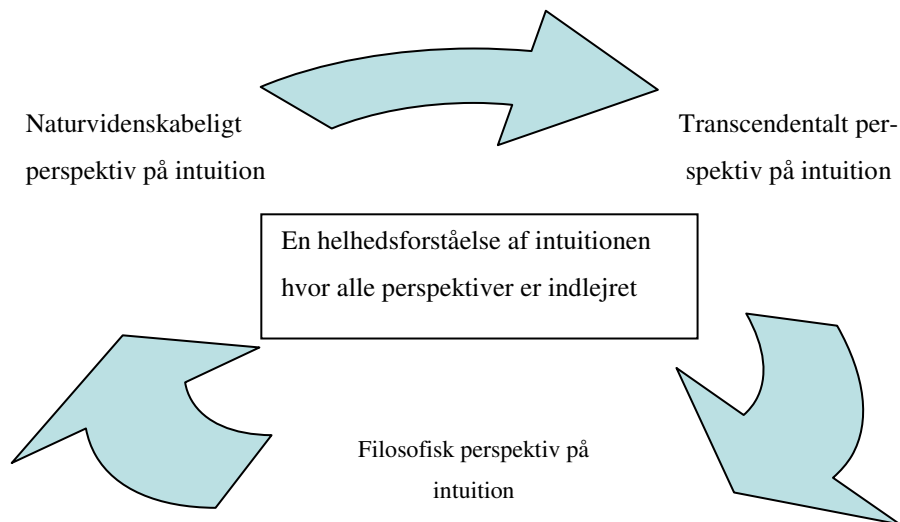 Naturvidenskabeligt
perspektiv på intuition
Transcendentalt per-
spektiv på intuition
En helhedsforståelse af intuitionen
hvor alle perspektiver er indlejret
Filosofisk perspektiv på
intuition